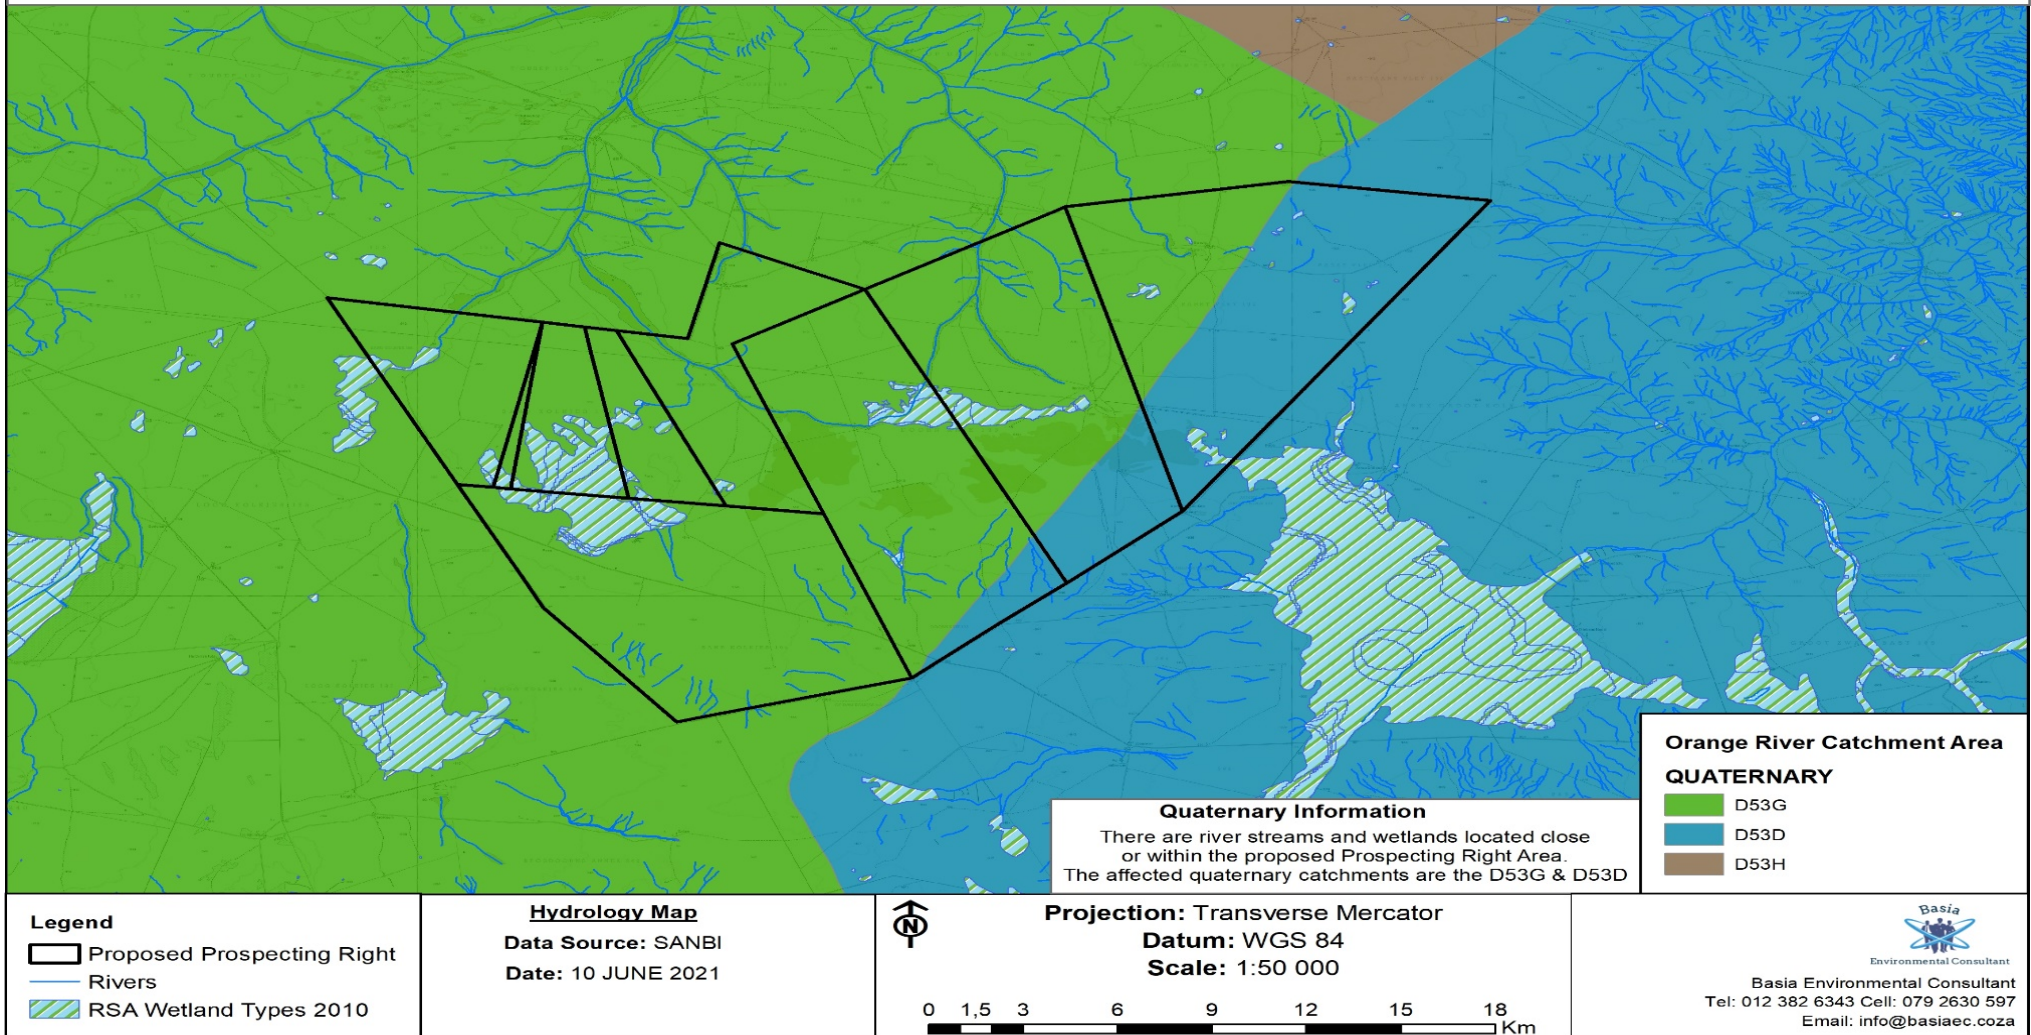 Quaternary Information
There are river streams and wetlands located close
or within the proposed Prospecting Right Area.
The affected quaternary catchments are the D53G & D53D
Orange River Catchment Area
QUATERNARY
D53G
D53D
D53H
Legend
Proposed Prospecting Right
Rivers
RSA Wetland Types 2010
Hydrology Map
Data Source: SANBI
Date: 10 JUNE 2021
N
Projection: Transverse Mercator
Datum: WGS 84
Scale: 1:50 000
0 1,5 3 6 9 12 15 18
Km
Basia
Environmental Consultant
Basia Environmental Consultant
Tel: 012 382 6343 Cell: 079 2630 597
Email: info@basiaec.coza